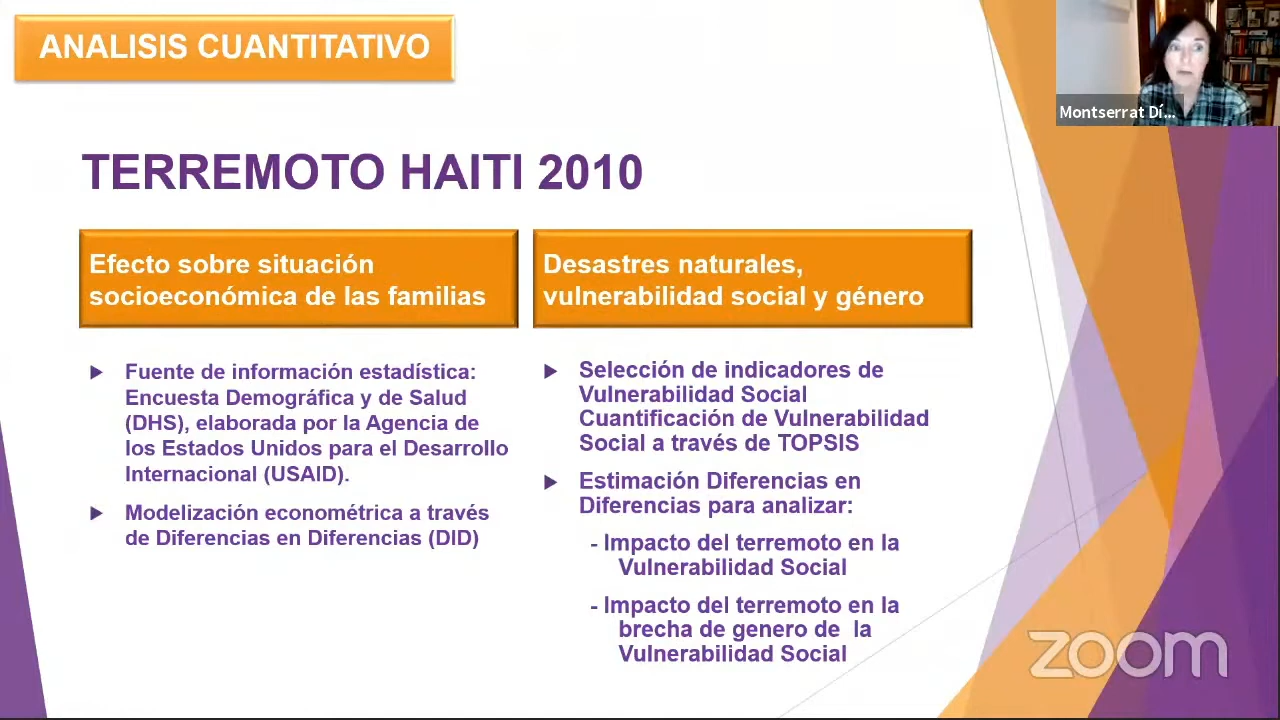 ANALISIS CUANTITATIVO
Montserrat Dí...
TERREMOTO HAITI 2010
Efecto sobre situación
socioeconómica de las familias
Fuente de información estadística:
Encuesta Demográfica y de Salud
(DHS), elaborada por la Agencia de
los Estados Unidos para el Desarrollo
Internacional (USAID).
Modelización econométrica a través
de Diferencias en Diferencias (DID)
Desastres naturales,
vulnerabilidad social y género
Selección de indicadores de
Vulnerabilidad Social
Cuantificación de Vulnerabilidad
Social a través de TOPSIS
Estimación Diferencias en
Diferencias para analizar:
- Impacto del terremoto en la
Vulnerabilidad Social
- Impacto del terremoto en la
brecha de genero de la
Vulnerabilidad Social
zoom